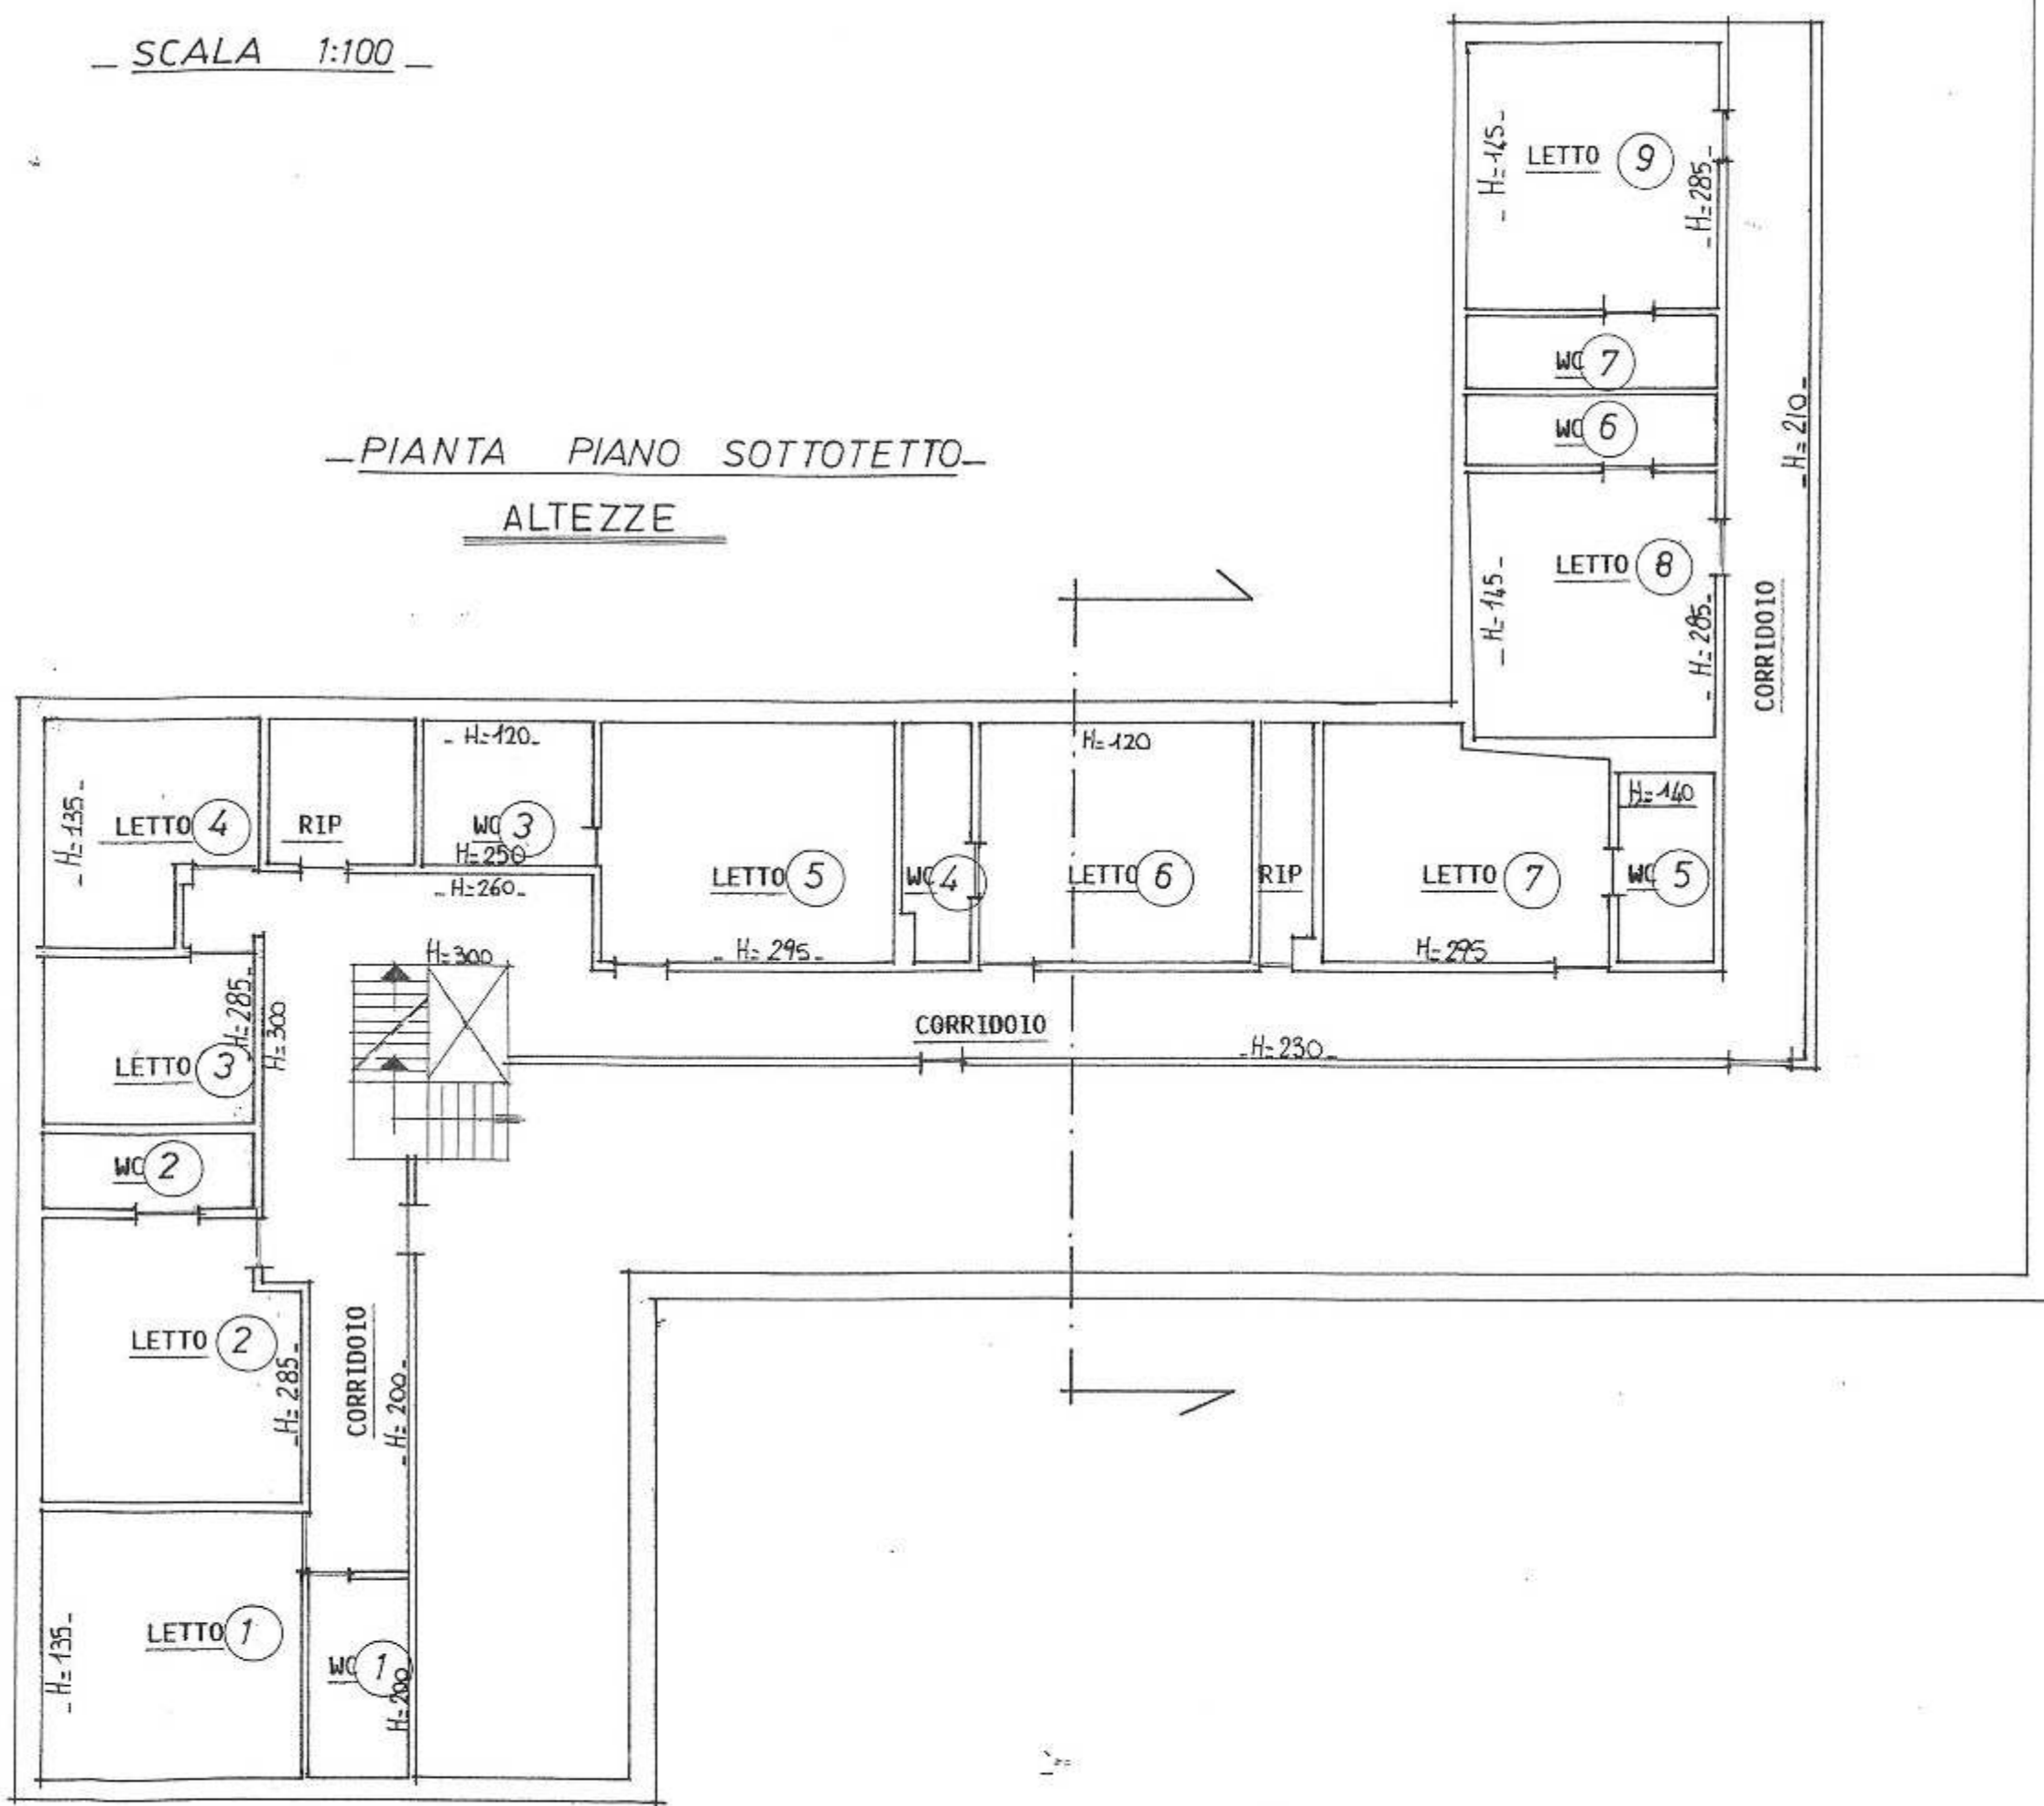 _ SCALA 1:100 _
_ H=145 _
LETTO 9
_ H=285 _
WC 7
WC 6
_ H=210 _
_ PIANTA PIANO SOTTOTETTO _
ALTEZZE
LETTO 8
_ H=145 _
_ H=285 _
CORRIDOIO
_ H=120 _
H=120
_ H=135 _
LETTO 4
RIP
WC 3
H=250
_ H=260 _
LETTO 5
WC 4
LETTO 6
RIP
LETTO 7
H=140
WC 5
H=300
_ H=295 _
H=295
H=285 _
H=300
LETTO 3
CORRIDOIO
_ H=230 _
WC 2
LETTO 2
_ H=285 _
CORRIDOIO
_ H=200 _
_ H=135 _
LETTO 1
WC 1
H=200